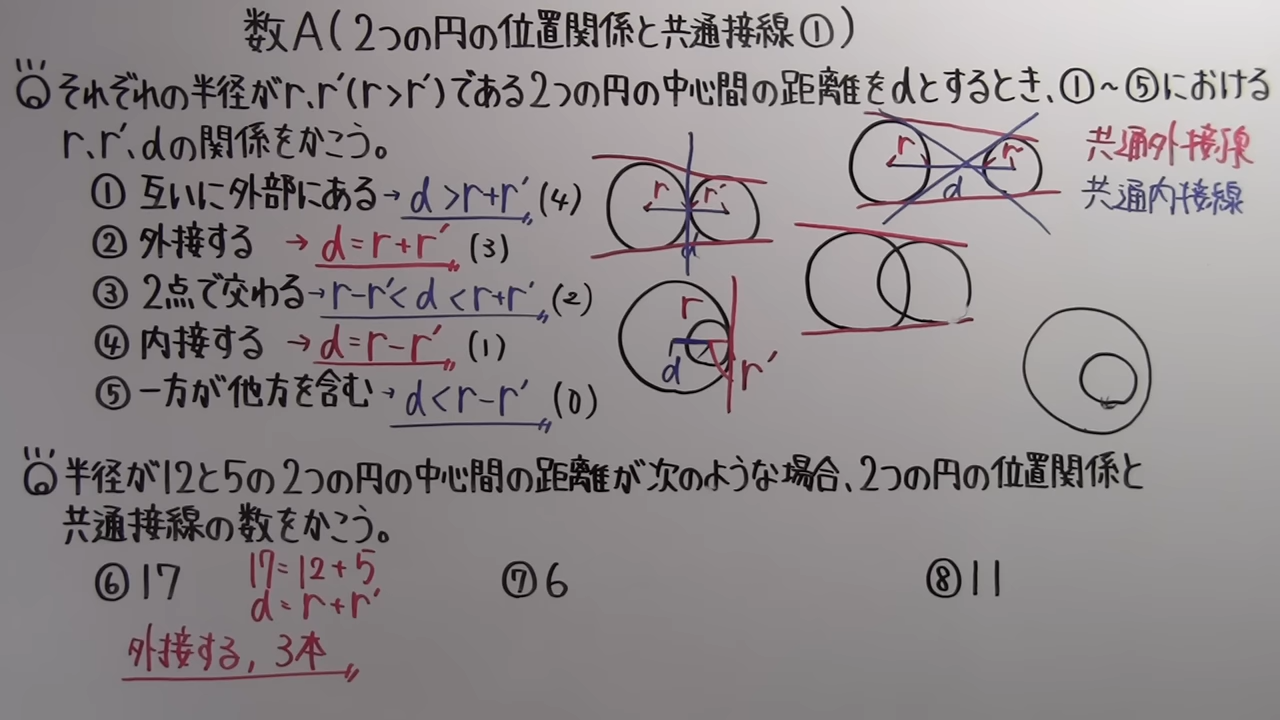 数A(2つの円の位置関係と共通接線①)
それぞれの半径がr、r′(r>r′)である2つの円の中心間の距離をdとするとき、①~⑤における
r、r′、dの関係をかこう。
① 互いに外部にある→ d>r+r′ (4)
② 外接する → d=r+r′ (3)
③ 2点で交わる→ r-r′<d<r+r′ (2)
④ 内接する → d=r-r′ (1)
⑤ 一方が他方を含む→ d<r-r′ (0)
r r′
d
r r′
d
共通外接線
共通内接線
r
d r′
半径が12と5の2つの円の中心間の距離が次のような場合、2つの円の位置関係と
共通接線の数をかこう。
⑥17 17=12+5
d=r+r′
外接する, 3本
⑦6
⑧11